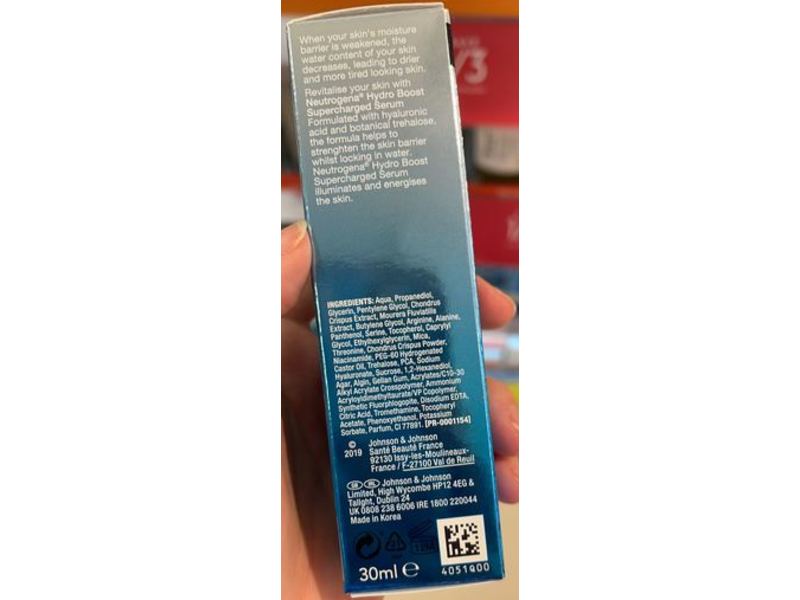 When your skin's moisture
barrier is weakened, the
water content of your skin
decreases, leading to drier
and more tired looking skin.
Revitalise your skin with
Neutrogena® Hydro Boost
Supercharged Serum
Formulated with hyaluronic
acid and botanical trehalose,
the formula helps to
strenghten the skin barrier
whilst locking in water.
Neutrogena® Hydro Boost
Supercharged Serum
illuminates and energises
the skin.
INGREDIENTS: Aqua, Propanediol,
Glycerin, Pentylene Glycol, Chondrus
Crispus Extract, Mourera Fluviatilis
Extract, Butylene Glycol, Arginine, Alanine,
Panthenol, Serine, Tocopherol, Caprylyl
Glycol, Ethylhexylglycerin, Mica,
Threonine, Chondrus Crispus Powder,
Niacinamide, PEG-60 Hydrogenated
Castor Oil, Trehalose, PCA, Sodium
Hyaluronate, Sucrose, 1,2-Hexanediol,
Agar, Algin, Gellan Gum, Acrylates/C10-30
Alkyl Acrylate Crosspolymer, Ammonium
Acryloyldimethyltaurate/VP Copolymer,
Synthetic Fluorphlogopite, Disodium EDTA,
Citric Acid, Tromethamine, Tocopheryl
Acetate, Phenoxyethanol, Potassium
Sorbate, Parfum, CI 77891. [PR-0001154]
© Johnson & Johnson
2019 Santé Beauté France
92130 Issy-les-Moulineaux-
France / F-27100 Val de Reuil
GB IRL Johnson & Johnson
Limited, High Wycombe HP12 4EG &
Tallght, Dublin 24
UK 0808 238 6006 IRE 1800 220044
Made in Korea
21 12M
30ml ℮ 4051Q00
/3